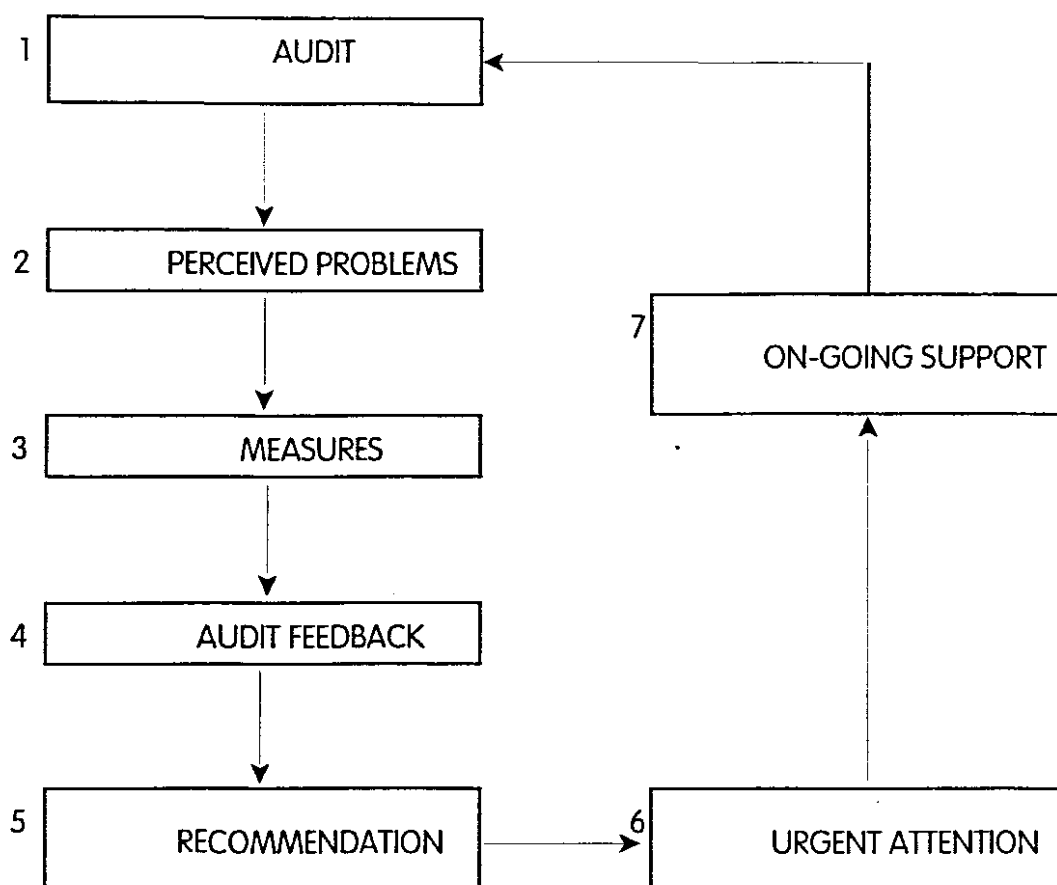 1 AUDIT
2 PERCEIVED PROBLEMS
3 MEASURES
4 AUDIT FEEDBACK
5 RECOMMENDATION
6 URGENT ATTENTION
7 ON-GOING SUPPORT